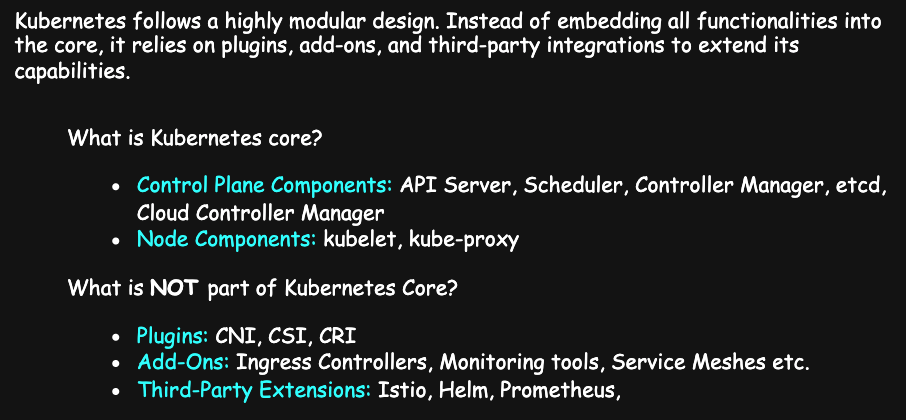 Kubernetes follows a highly modular design. Instead of embedding all functionalities into
the core, it relies on plugins, add-ons, and third-party integrations to extend its
capabilities.
What is Kubernetes core?
• Control Plane Components: API Server, Scheduler, Controller Manager, etcd,
Cloud Controller Manager
• Node Components: kubelet, kube-proxy
What is NOT part of Kubernetes Core?
• Plugins: CNI, CSI, CRI
• Add-Ons: Ingress Controllers, Monitoring tools, Service Meshes etc.
• Third-Party Extensions: Istio, Helm, Prometheus,